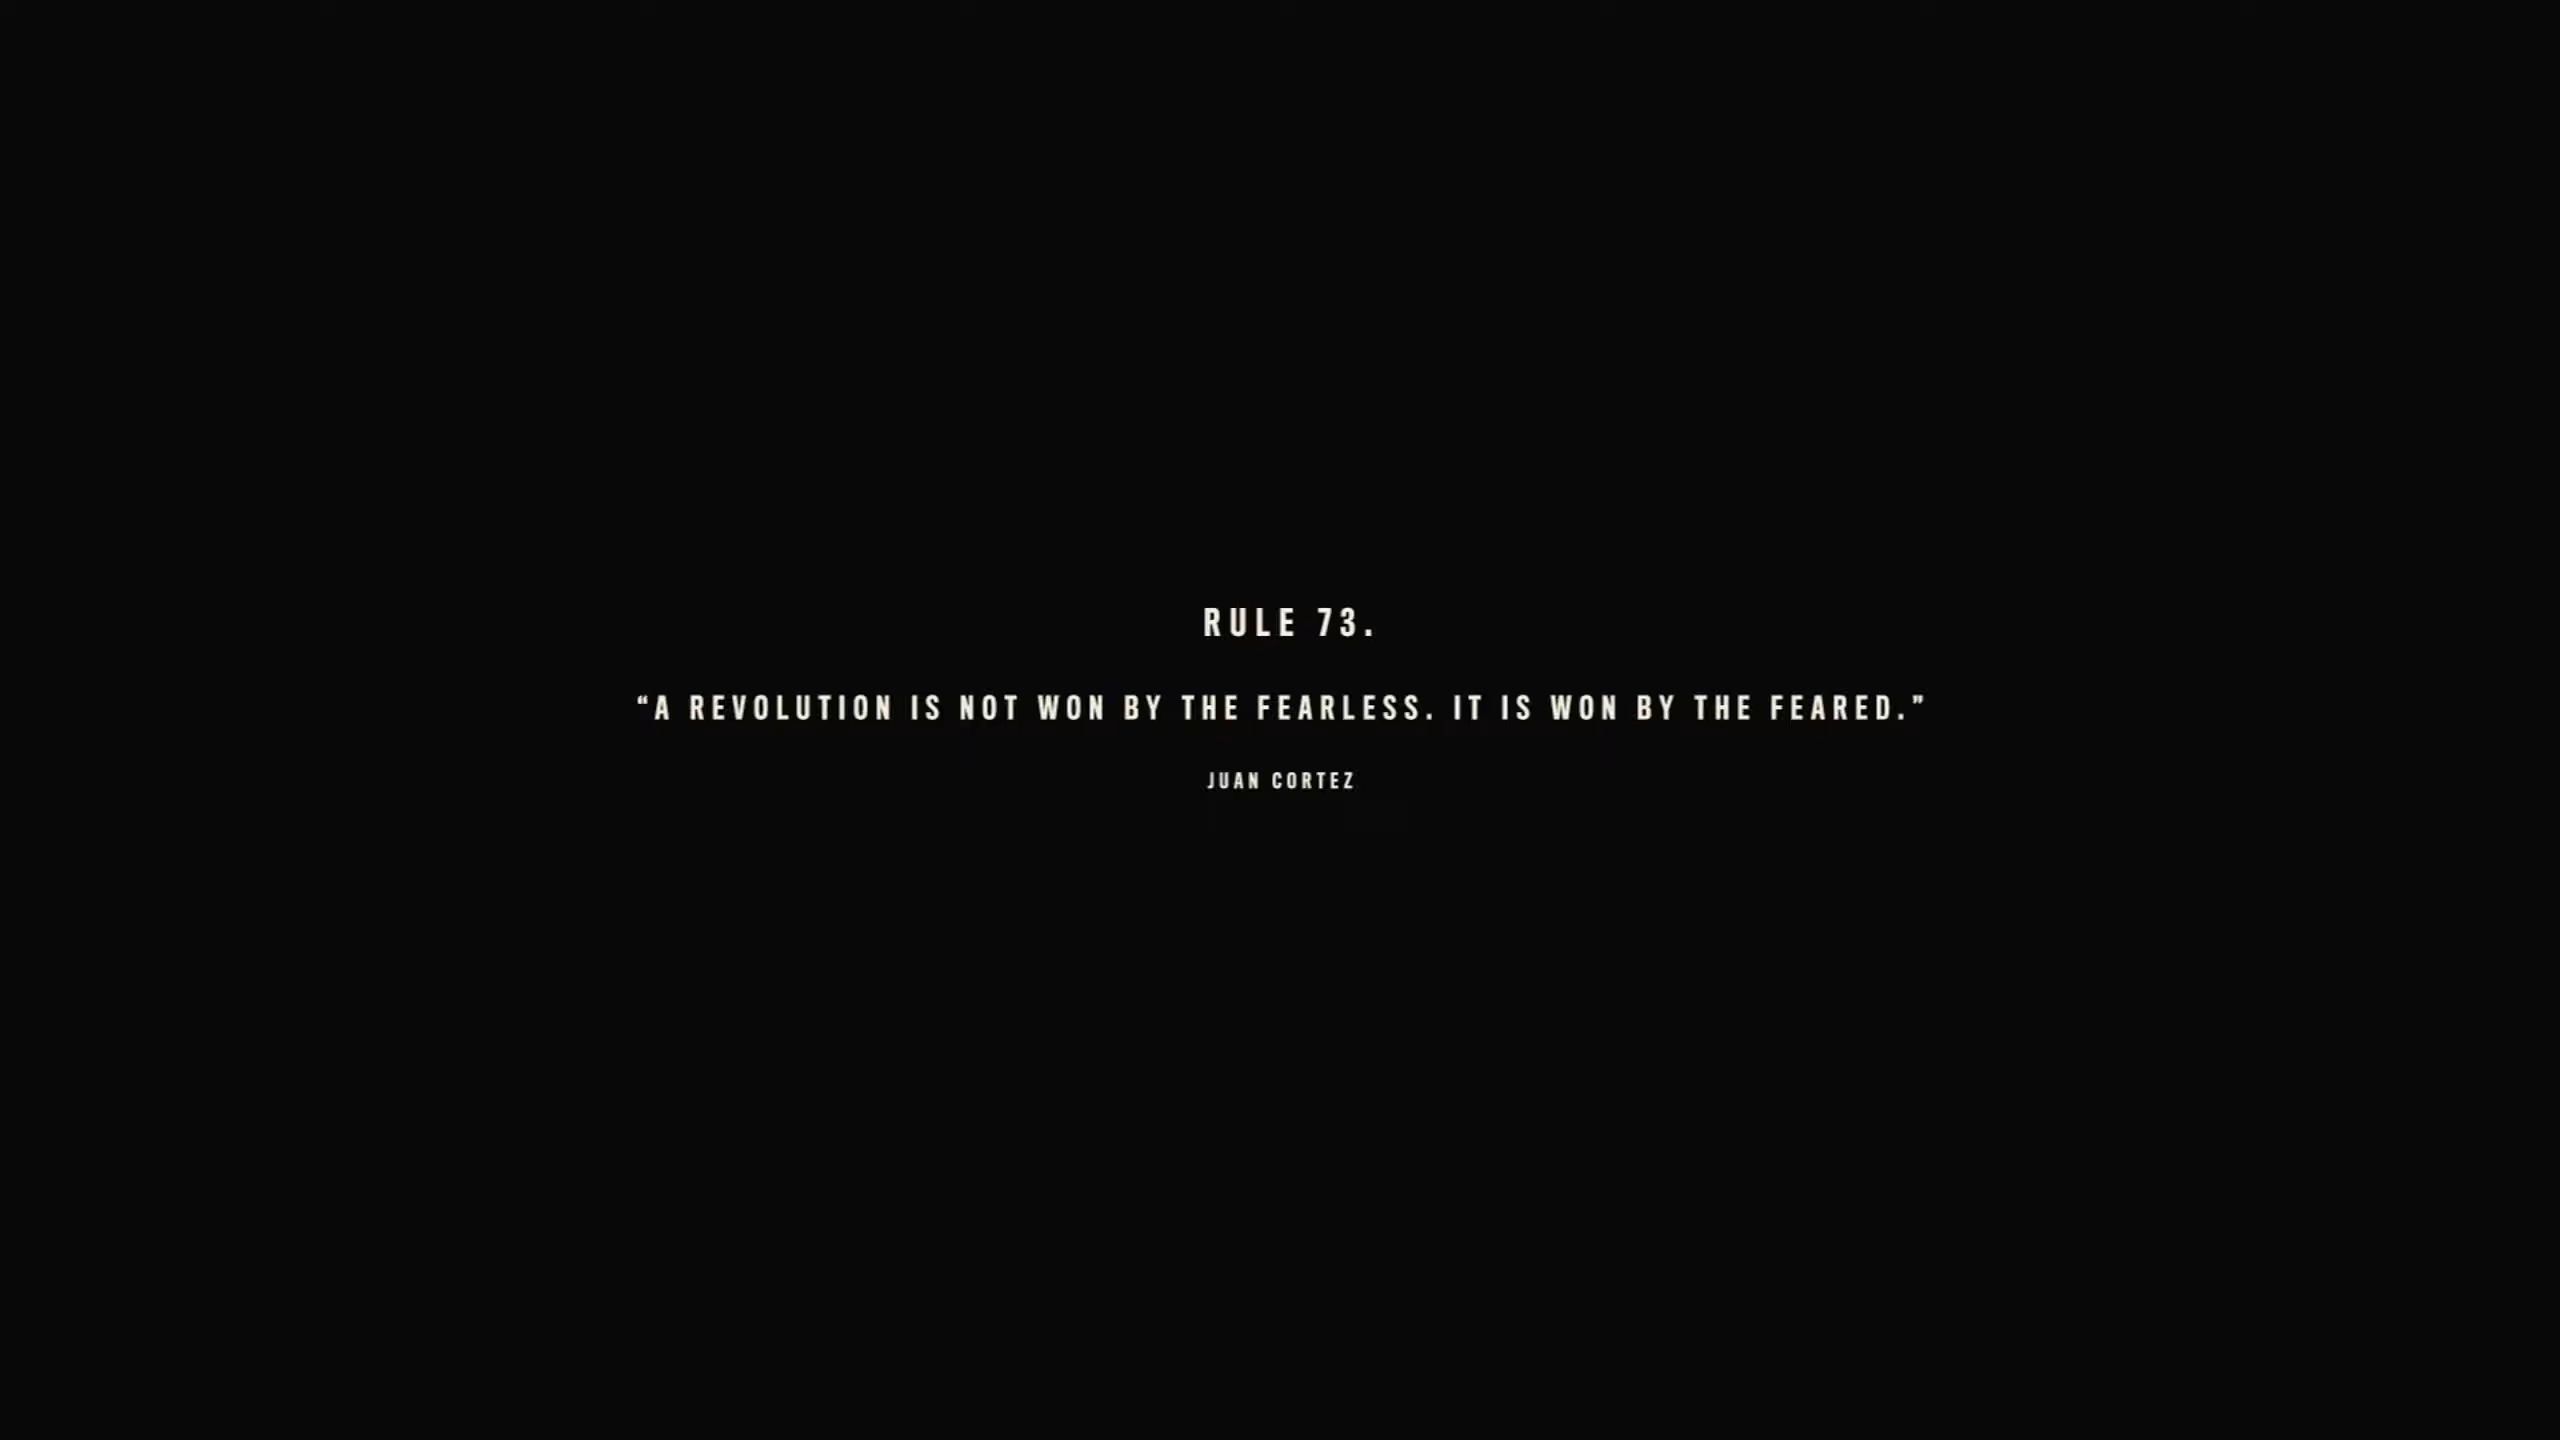 RULE 73.
“A REVOLUTION IS NOT WON BY THE FEARLESS. IT IS WON BY THE FEARED.”
JUAN CORTEZ